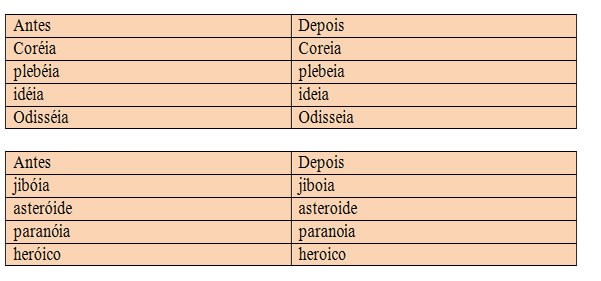 Antes Depois
Coréia Coreia
plebéia plebeia
idéia ideia
Odisséia Odisseia
Antes Depois
jibóia jiboia
asteróide asteroide
paranóia paranoia
heróico heroico